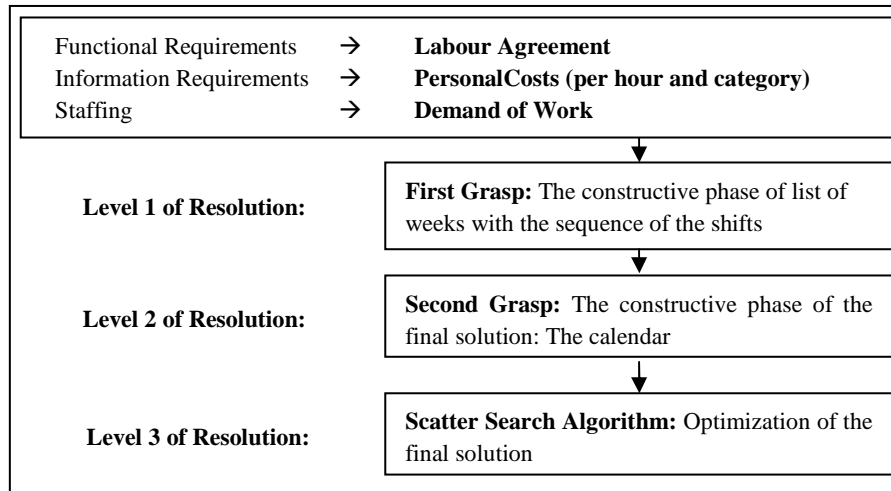 Functional Requirements → Labour Agreement
Information Requirements → PersonalCosts (per hour and category)
Staffing → Demand of Work
Level 1 of Resolution:
First Grasp: The constructive phase of list of
weeks with the sequence of the shifts
Level 2 of Resolution:
Second Grasp: The constructive phase of the
final solution: The calendar
Level 3 of Resolution:
Scatter Search Algorithm: Optimization of the
final solution